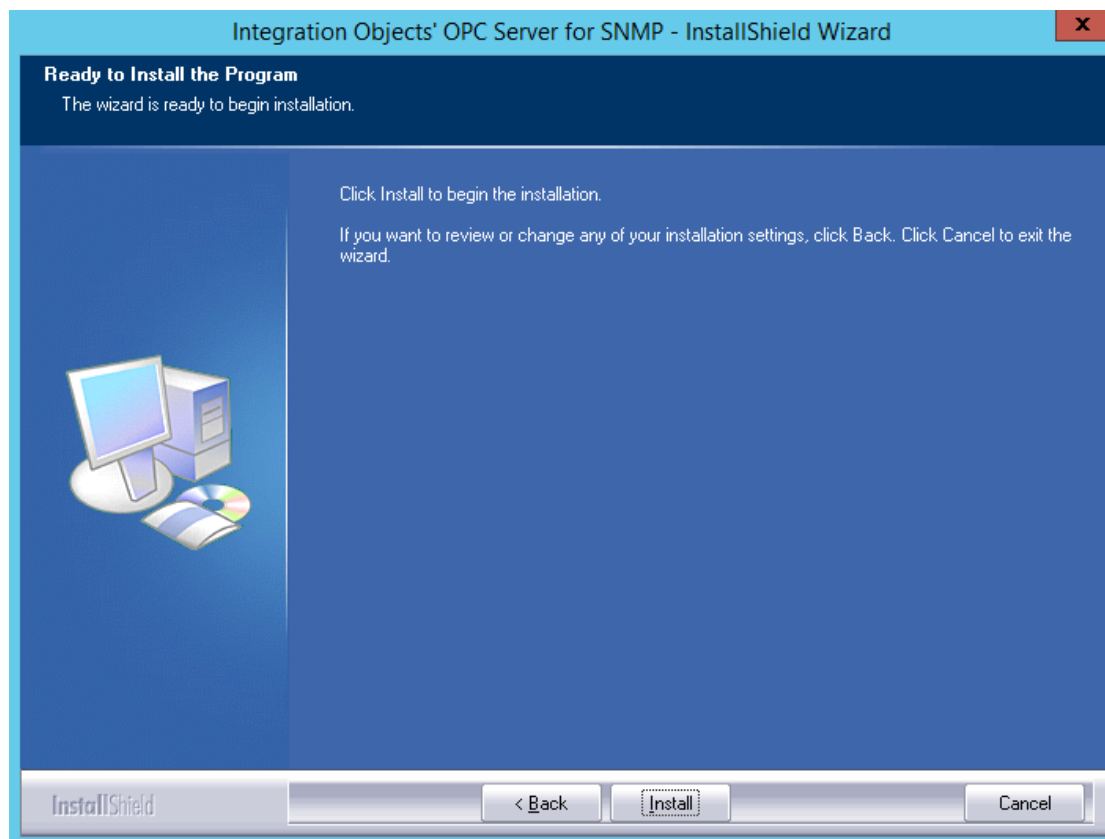 Integration Objects' OPC Server for SNMP - InstallShield Wizard
x
Ready to Install the Program
The wizard is ready to begin installation.
Click Install to begin the installation.
If you want to review or change any of your installation settings, click Back. Click Cancel to exit the
wizard.
InstallShield
< Back
Install
Cancel